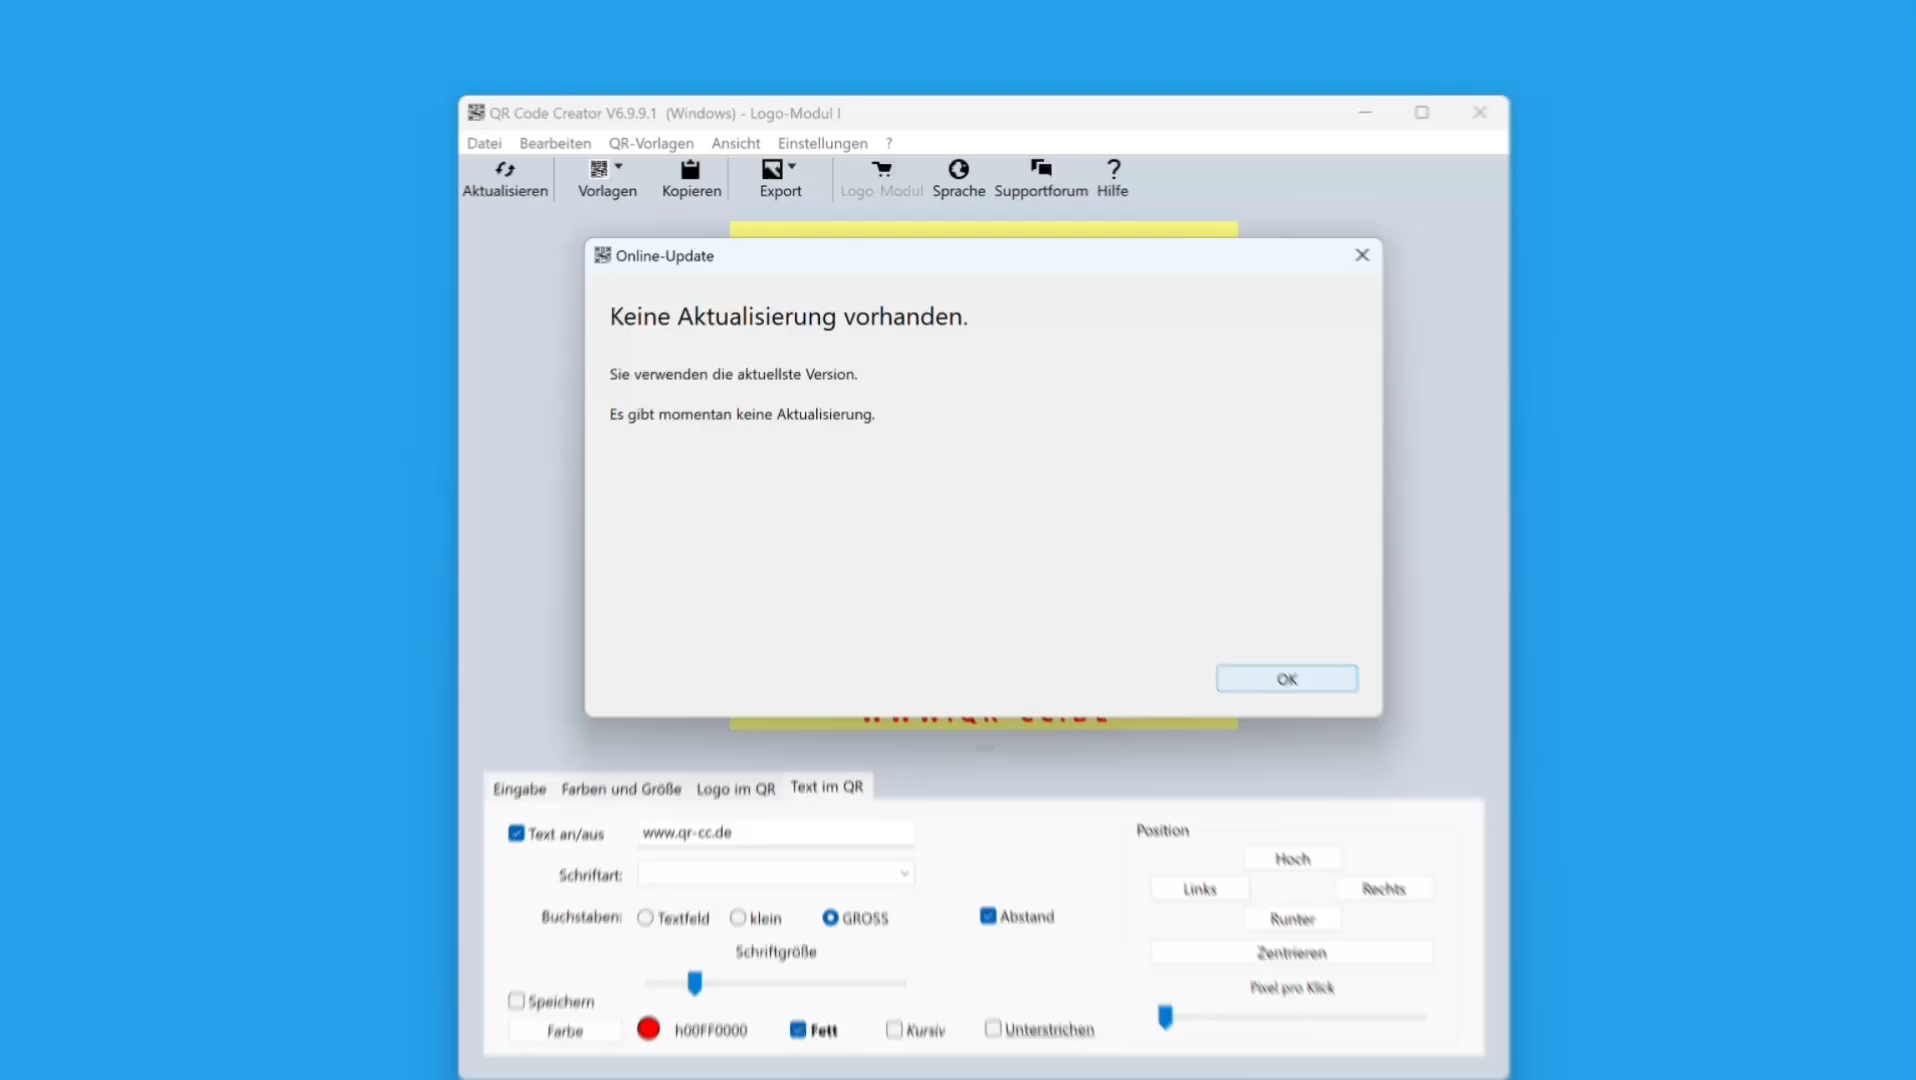 QR Code Creator V6.9.9.1 (Windows) - Logo-Modul I
Datei Bearbeiten QR-Vorlagen Ansicht Einstellungen ?
Aktualisieren Vorlagen Kopieren Export Logo-Modul Sprache Supportforum Hilfe
Online-Update
Keine Aktualisierung vorhanden.
Sie verwenden die aktuellste Version.
Es gibt momentan keine Aktualisierung.
OK
WWW.QR-CC.DE
Eingabe Farben und Größe Logo im QR Text im QR
Text an/aus www.qr-cc.de
Position
Hoch
Schriftart:
Links Rechts
Buchstaben: Textfeld klein GROSS Abstand
Runter
Schriftgröße
Zentrieren
Pixel pro Klick
Speichern
Farbe h00FF0000 Fett Kursiv Unterstrichen